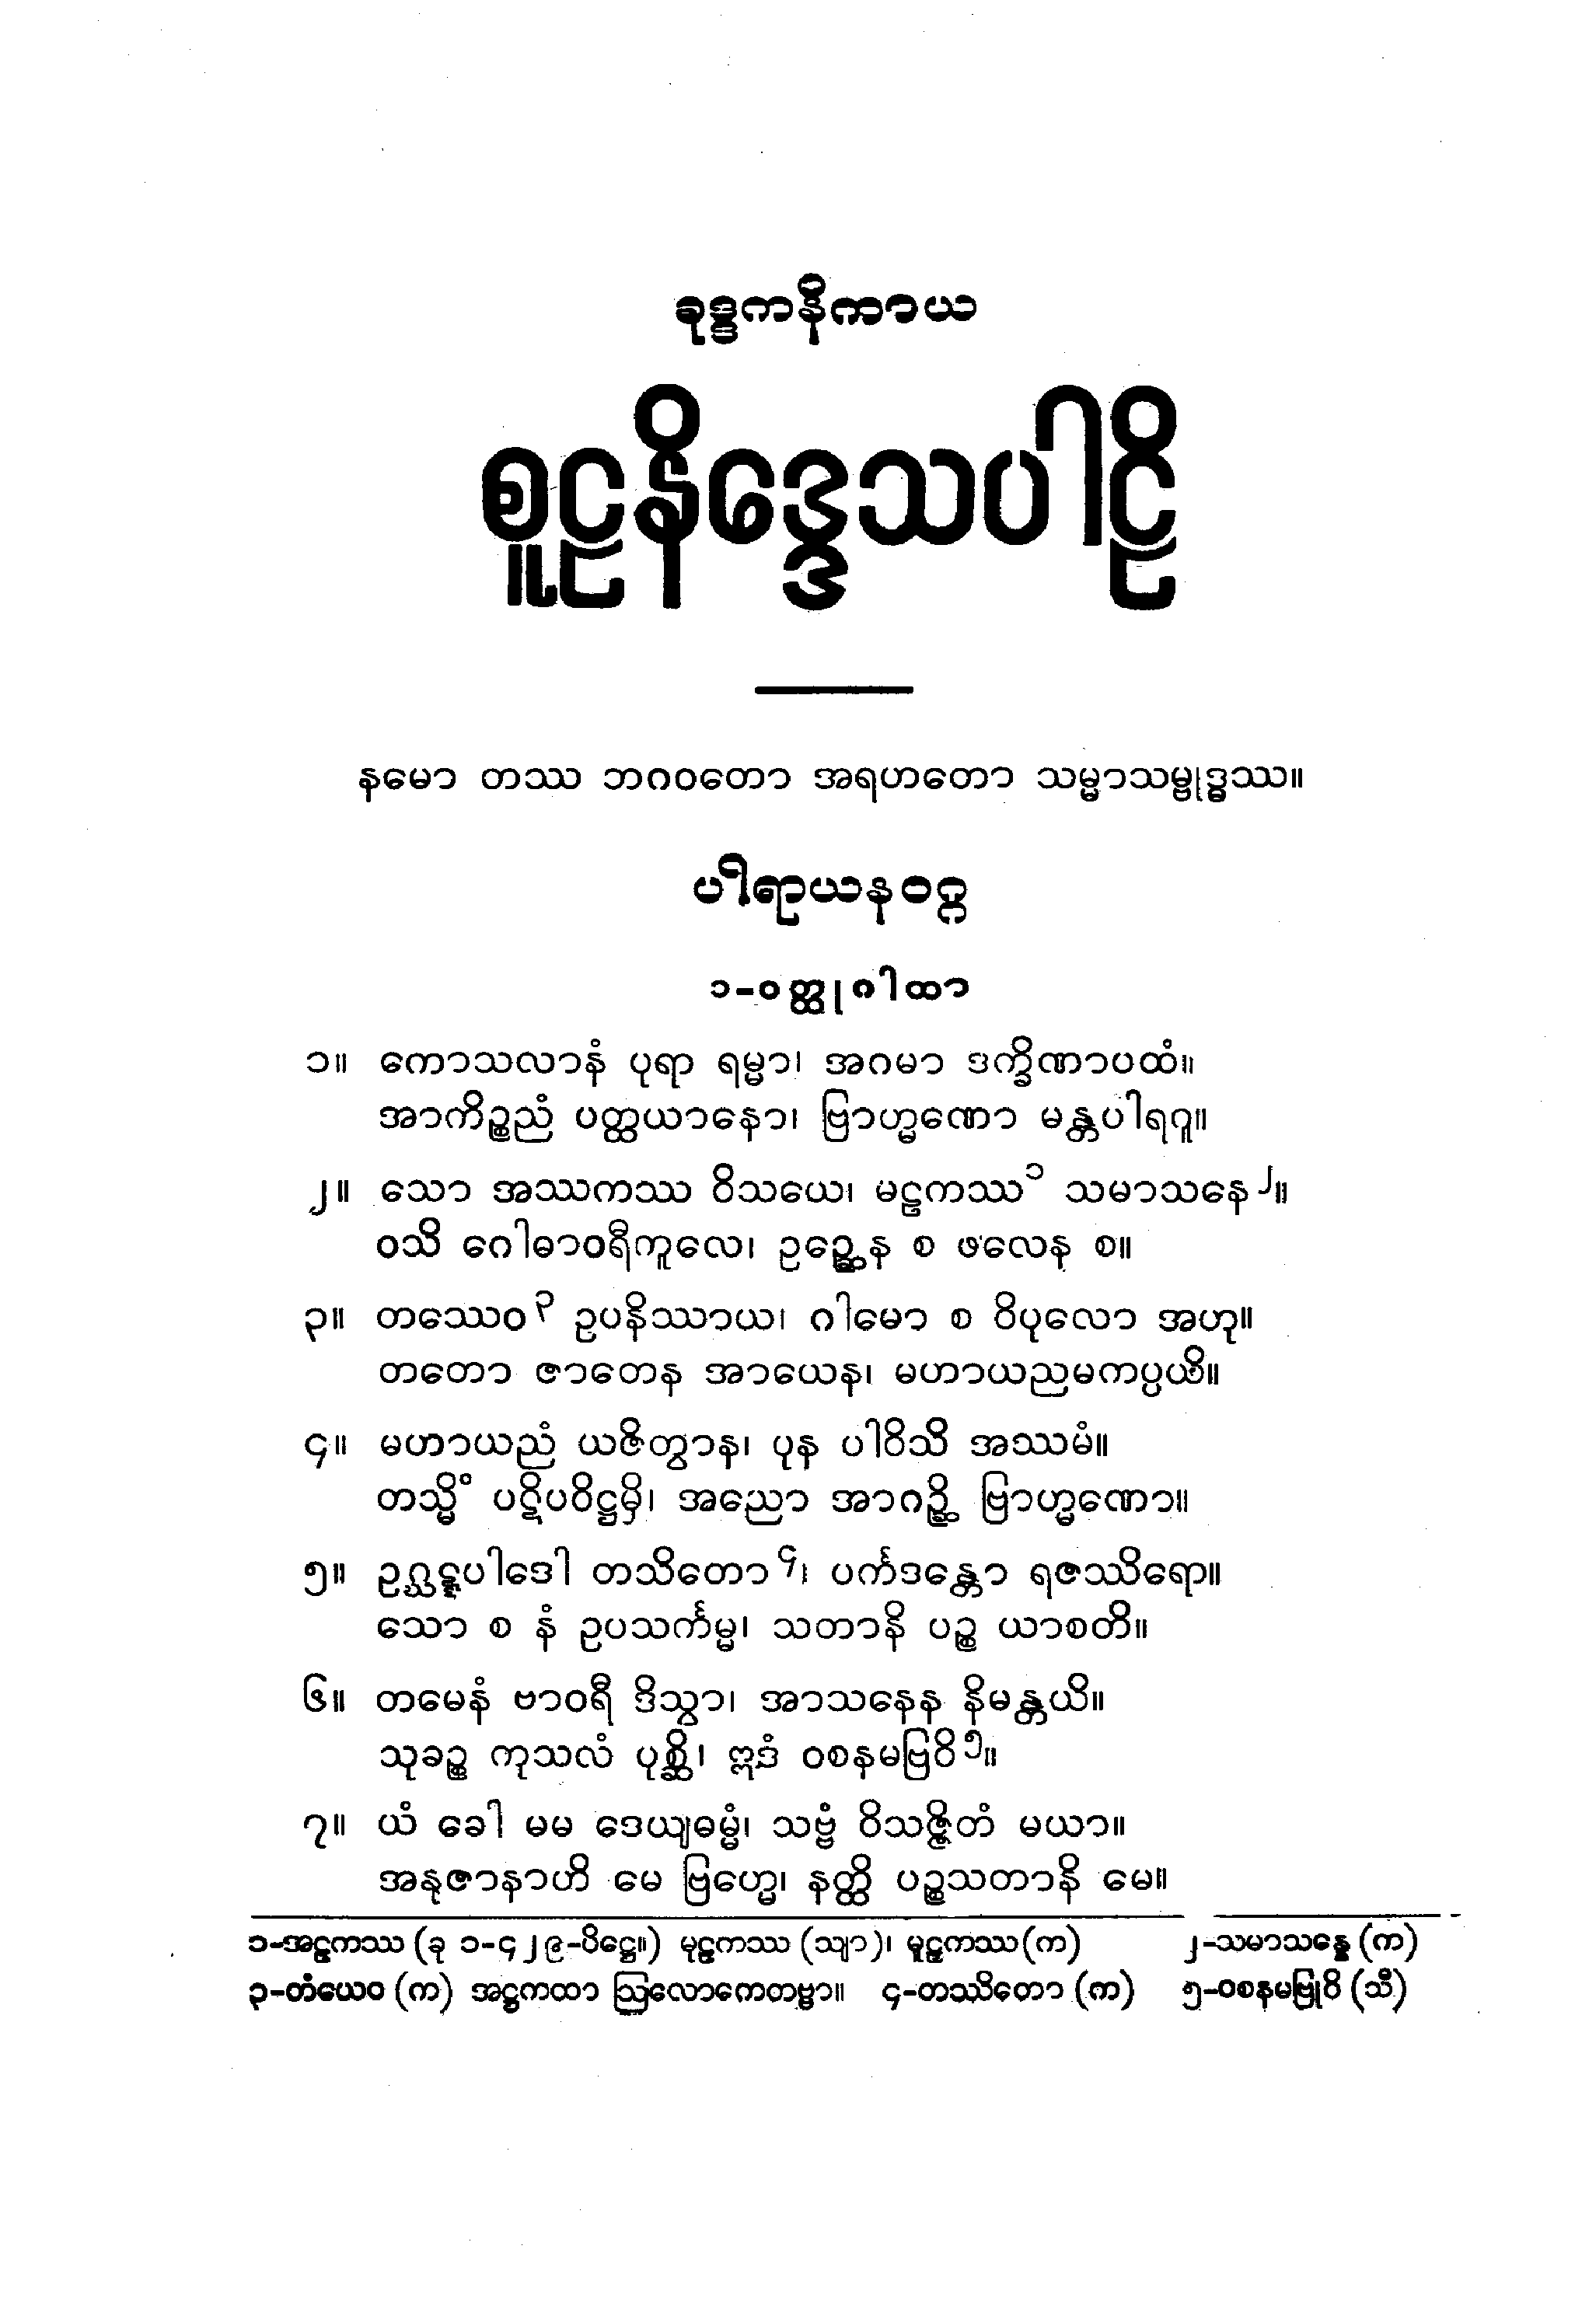 ခုဒ္ဒကနိကာယ
စူဠနိဒ္ဒေသပါဠိ
နမော တဿ ဘဂဝတော အရဟတော သမ္မာသမ္ဗုဒ္ဓဿ။
ပါရာယနဝဂ္ဂ
၁-ဝတ္ထုဂါထာ
၁။ ကောသလာနံ ပုရာ ရမ္မာ၊ အဂမာ ဒက္ခိဏာပထံ။
အာကိဉ္စညံ ပတ္ထယာနော၊ ဗြာဟ္မဏော မန္တပါရဂူ။
၂။ သော အဿကဿ ဝိသယေ၊ မဠကဿ၁ သမာသနေ၂။
ဝသိ ဂေါဓာဝရီကူလေ၊ ဥဉ္ဆေန စ ဖလေန စ။
၃။ တဿေဝ၃ ဥပနိဿာယ၊ ဂါမော စ ဝိပုလော အဟု။
တတော ဇာတေန အာယေန၊ မဟာယညမကပ္ပယိ။
၄။ မဟာယညံ ယဇိတွာန၊ ပုန ပါဝိသိ အဿမံ။
တသ္မိံ ပဋိပဝိဋ္ဌမှိ၊ အညော အာဂဉ္ဆိ ဗြာဟ္မဏော။
၅။ ဥဂ္ဃဋ္ဋပါဒေါ တသိတော၄၊ ပင်္ကဒန္တော ရဇဿိရော။
သော စ နံ ဥပသင်္ကမ္မ၊ သတာနိ ပဉ္စ ယာစတိ။
၆။ တမေနံ ဗာဝရီ ဒိသွာ၊ အာသနေန နိမန္တယိ။
သုခဉ္စ ကုသလံ ပုစ္ဆိ၊ ဣဒံ ဝစနမဗြဝိ၅။
၇။ ယံ ခေါ မမ ဒေယျဓမ္မံ၊ သဗ္ဗံ ဝိသဇ္ဇိတံ မယာ။
အနုဇာနာဟိ မေ ဗြဟ္မေ၊ နတ္ထိ ပဉ္စသတာနိ မေ။
၁-အဠကဿ (ခု ၁-၄၂၉-ပိဋ္ဌေ။) မုဠကဿ (သျာ)၊ မူဠကဿ (က) ၂-သမာသန္နေ (က)
၃-တံယေဝ (က) အဋ္ဌကထာ ဩလောကေတဗ္ဗာ။ ၄-တဿိတော (က) ၅-ဝစနမဗြုဝိ (သီ)